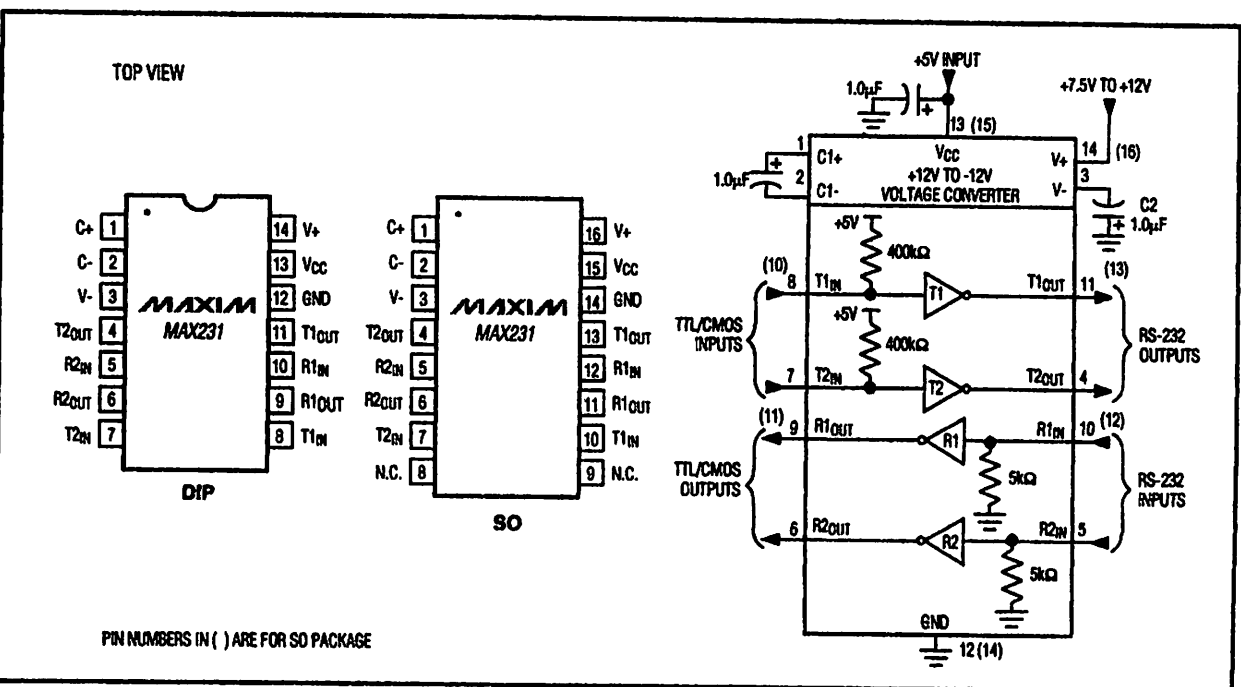 TOP VIEW
C+ 1
C- 2
V- 3
T2OUT 4
R2IN 5
R2OUT 6
T2IN 7
14 V+
13 VCC
12 GND
11 T1OUT
10 R1IN
9 R1OUT
8 T1IN
MAXIM
MAX231
DIP
C+ 1
C- 2
V- 3
T2OUT 4
R2IN 5
R2OUT 6
T2IN 7
N.C. 8
16 V+
15 VCC
14 GND
13 T1OUT
12 R1IN
11 R1OUT
10 T1IN
9 N.C.
MAXIM
MAX231
SO
PIN NUMBERS IN ( ) ARE FOR SO PACKAGE
+5V INPUT
1.0µF
+
13 (15)
+7.5V TO +12V
1
C1+
VCC
V+
14 (16)
1.0µF
+
2
C1-
+12V TO -12V
VOLTAGE CONVERTER
V-
3
C2
+ 1.0µF
+5V
400kΩ
(10)
8
T1IN
T1
T1OUT
11
(13)
TTL/CMOS
INPUTS
+5V
400kΩ
RS-232
OUTPUTS
7
T2IN
T2
T2OUT
4
(11)
9
R1OUT
R1
R1IN
10
(12)
TTL/CMOS
OUTPUTS
5kΩ
RS-232
INPUTS
6
R2OUT
R2
R2IN
5
5kΩ
GND
12 (14)